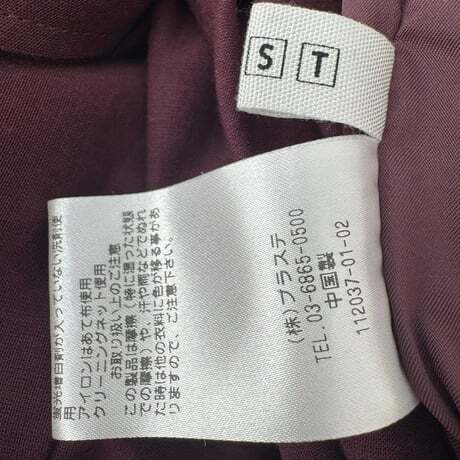 S T
蛍光増白剤が入っていない洗剤使
用
アイロンはあて布使用
クリーニングネット使用
お取り扱い上のご注意
この製品は摩擦（特に湿った状態
での摩擦）や、汗や雨などでぬれ
た時は他の衣料に色が移る事があ
りますので、ご注意下さい。
（株）プラステ
TEL.03-6865-0500
中国製
112037-01-02